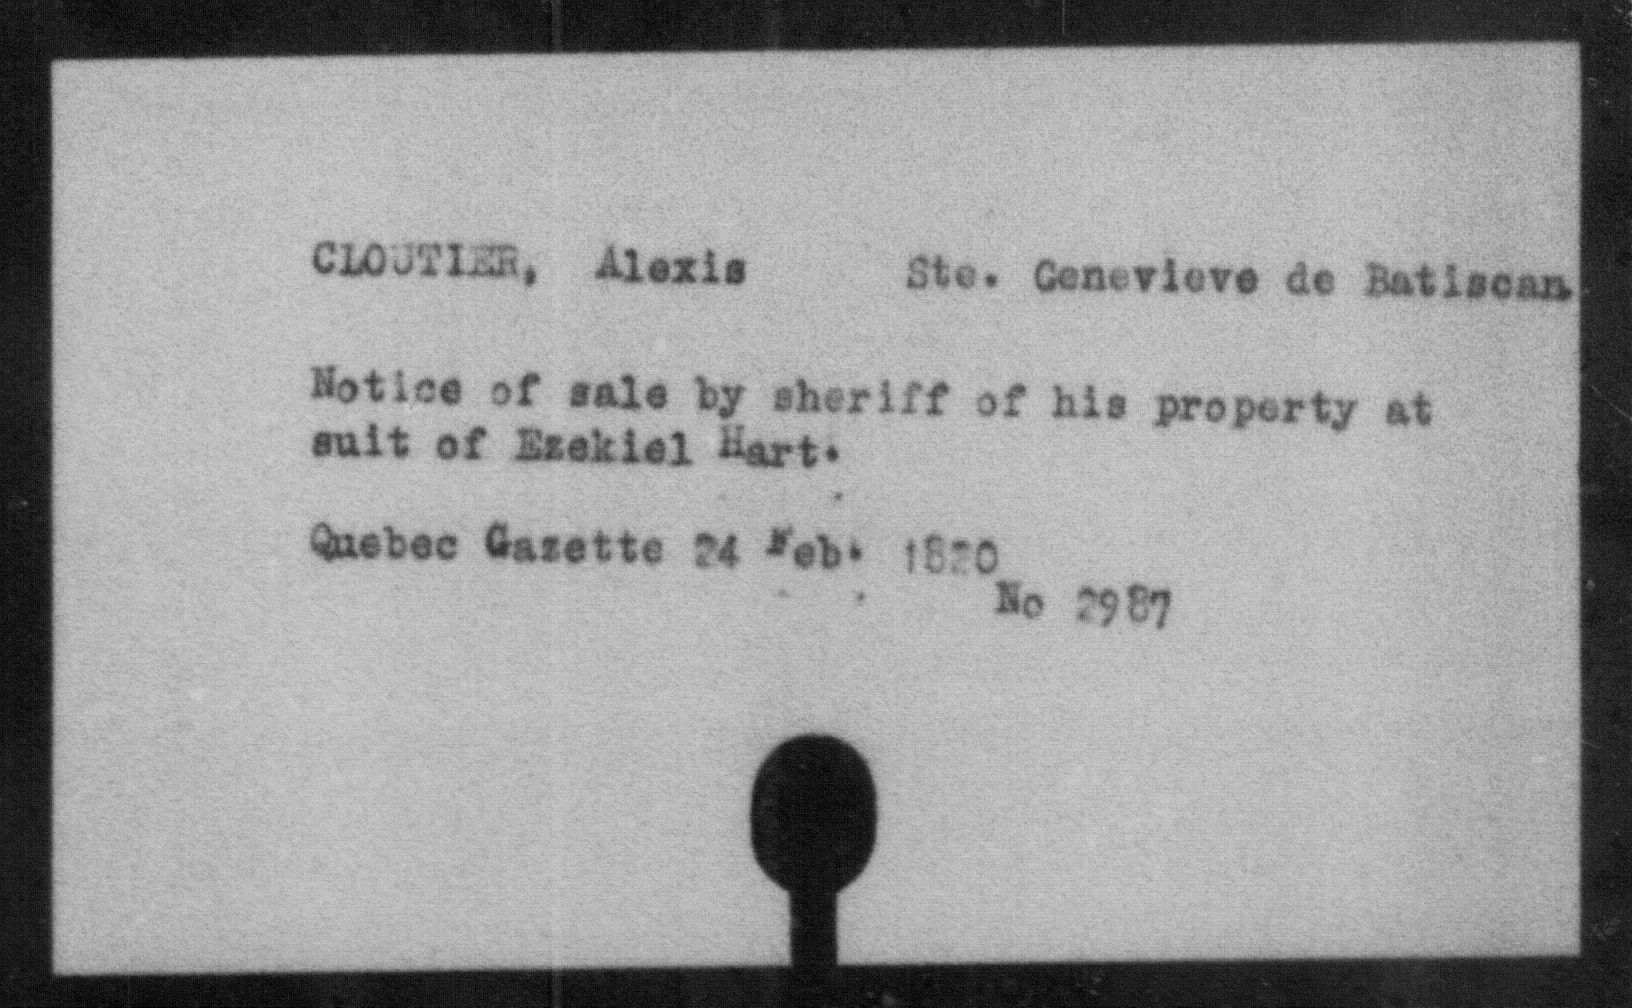 CLOUTIER, Alexis Ste. Genevieve de Batiscan.
Notice of sale by sheriff of his property at
suit of Ezekiel Hart.
Quebec Gazette 24 Feb. 1820
No 2987